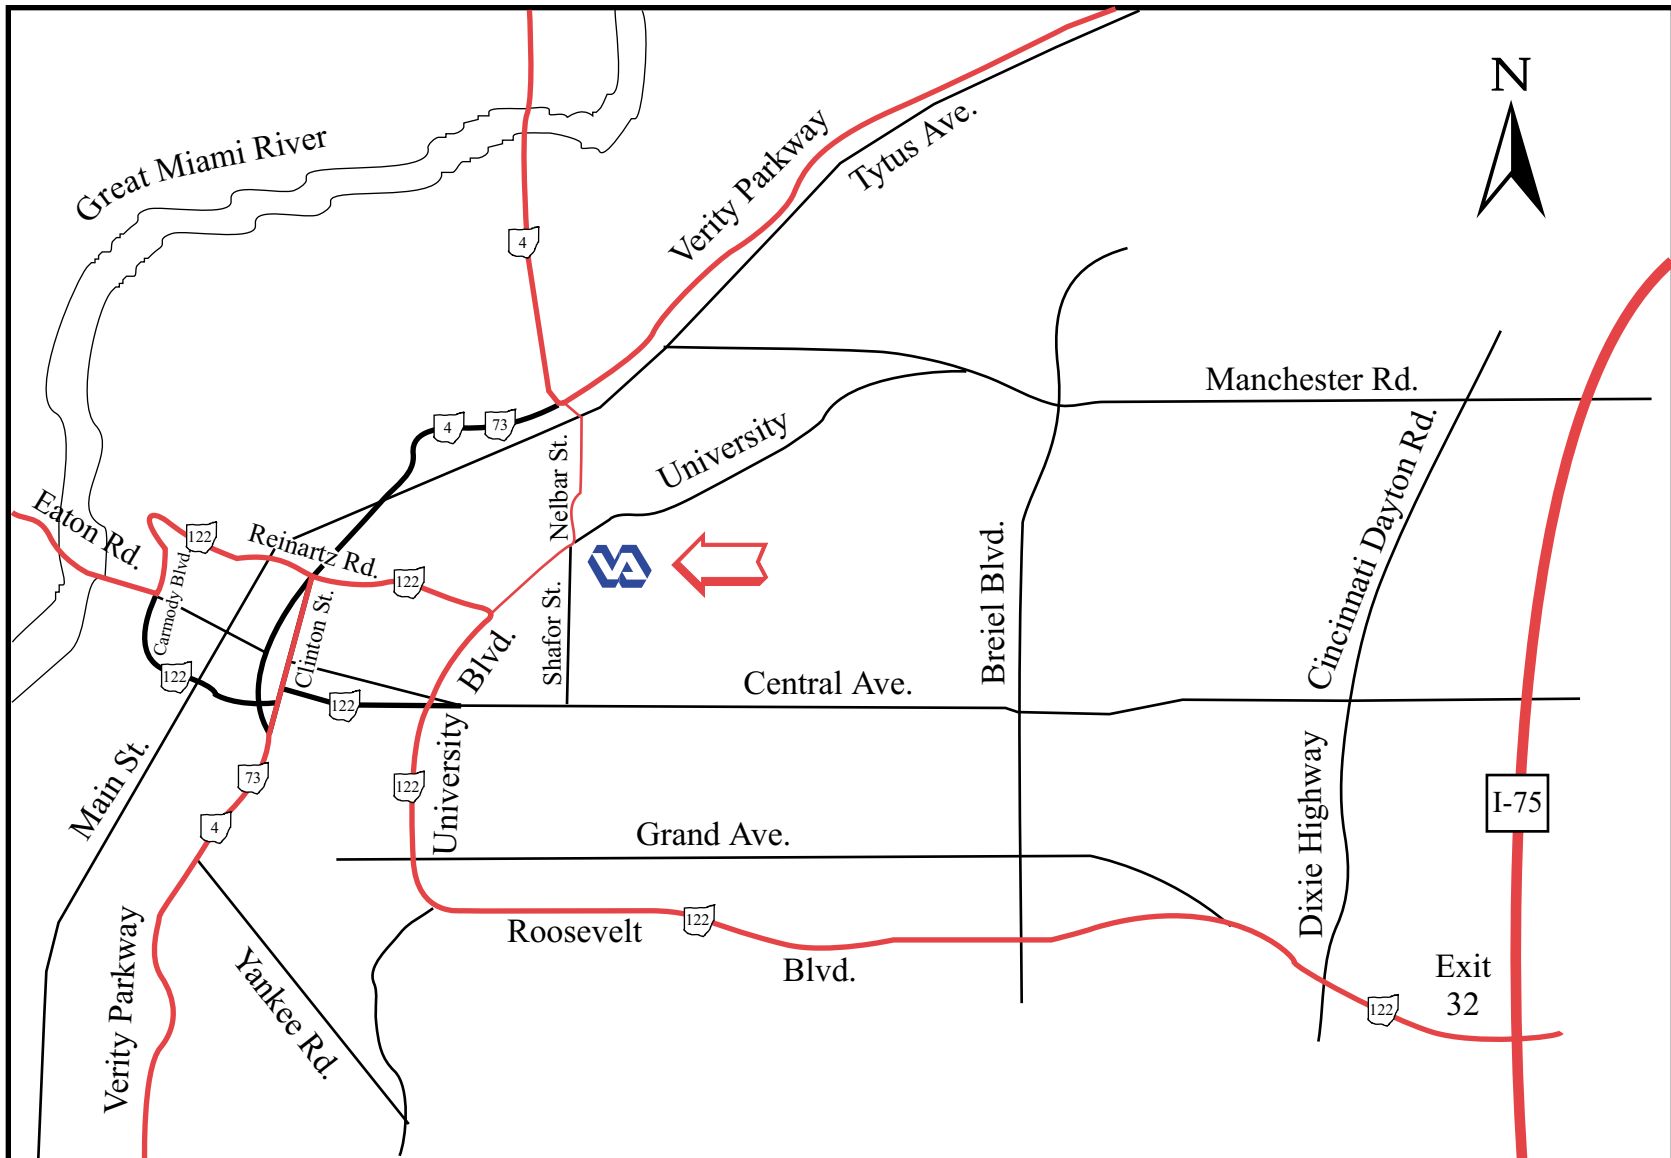 N
Great Miami River
Verity Parkway
Tytus Ave.
4
Manchester Rd.
4
73
Nelbar St.
University
Cincinnati Dayton Rd.
Eaton Rd.
122
Reinartz Rd.
122
Carmody Blvd
Clinton St.
Shafor St.
VA
Breiel Blvd.
Blvd.
122
122
Central Ave.
Main St.
73
122
University
I-75
4
Grand Ave.
Dixie Highway
Verity Parkway
Yankee Rd.
Roosevelt
122
Blvd.
Exit
32
122